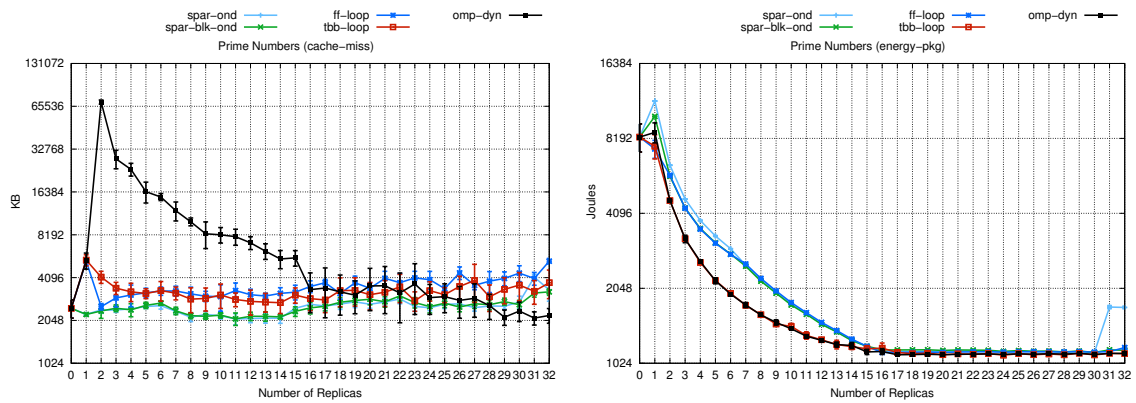 spar-ond
spar-blk-ond
ff-loop
tbb-loop
omp-dyn
Prime Numbers (cache-miss)
KB
131072
65536
32768
16384
8192
4096
2048
1024
0 1 2 3 4 5 6 7 8 9 10 11 12 13 14 15 16 17 18 19 20 21 22 23 24 25 26 27 28 29 30 31 32
Number of Replicas
spar-ond
spar-blk-ond
ff-loop
tbb-loop
omp-dyn
Prime Numbers (energy-pkg)
Joules
16384
8192
4096
2048
1024
0 1 2 3 4 5 6 7 8 9 10 11 12 13 14 15 16 17 18 19 20 21 22 23 24 25 26 27 28 29 30 31 32
Number of Replicas